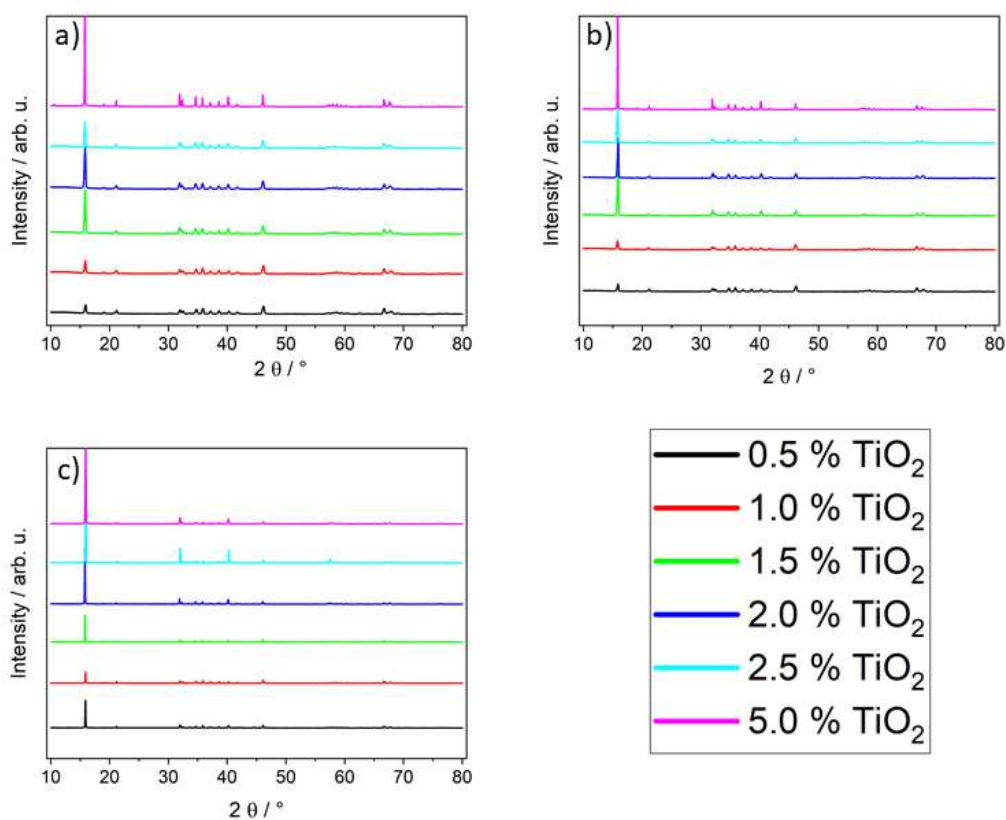 a)
Intensity / arb. u.
10 20 30 40 50 60 70 80
2 θ / °
b)
Intensity / arb. u.
10 20 30 40 50 60 70 80
2 θ / °
c)
Intensity / arb. u.
10 20 30 40 50 60 70 80
2 θ / °
0.5 % TiO₂
1.0 % TiO₂
1.5 % TiO₂
2.0 % TiO₂
2.5 % TiO₂
5.0 % TiO₂